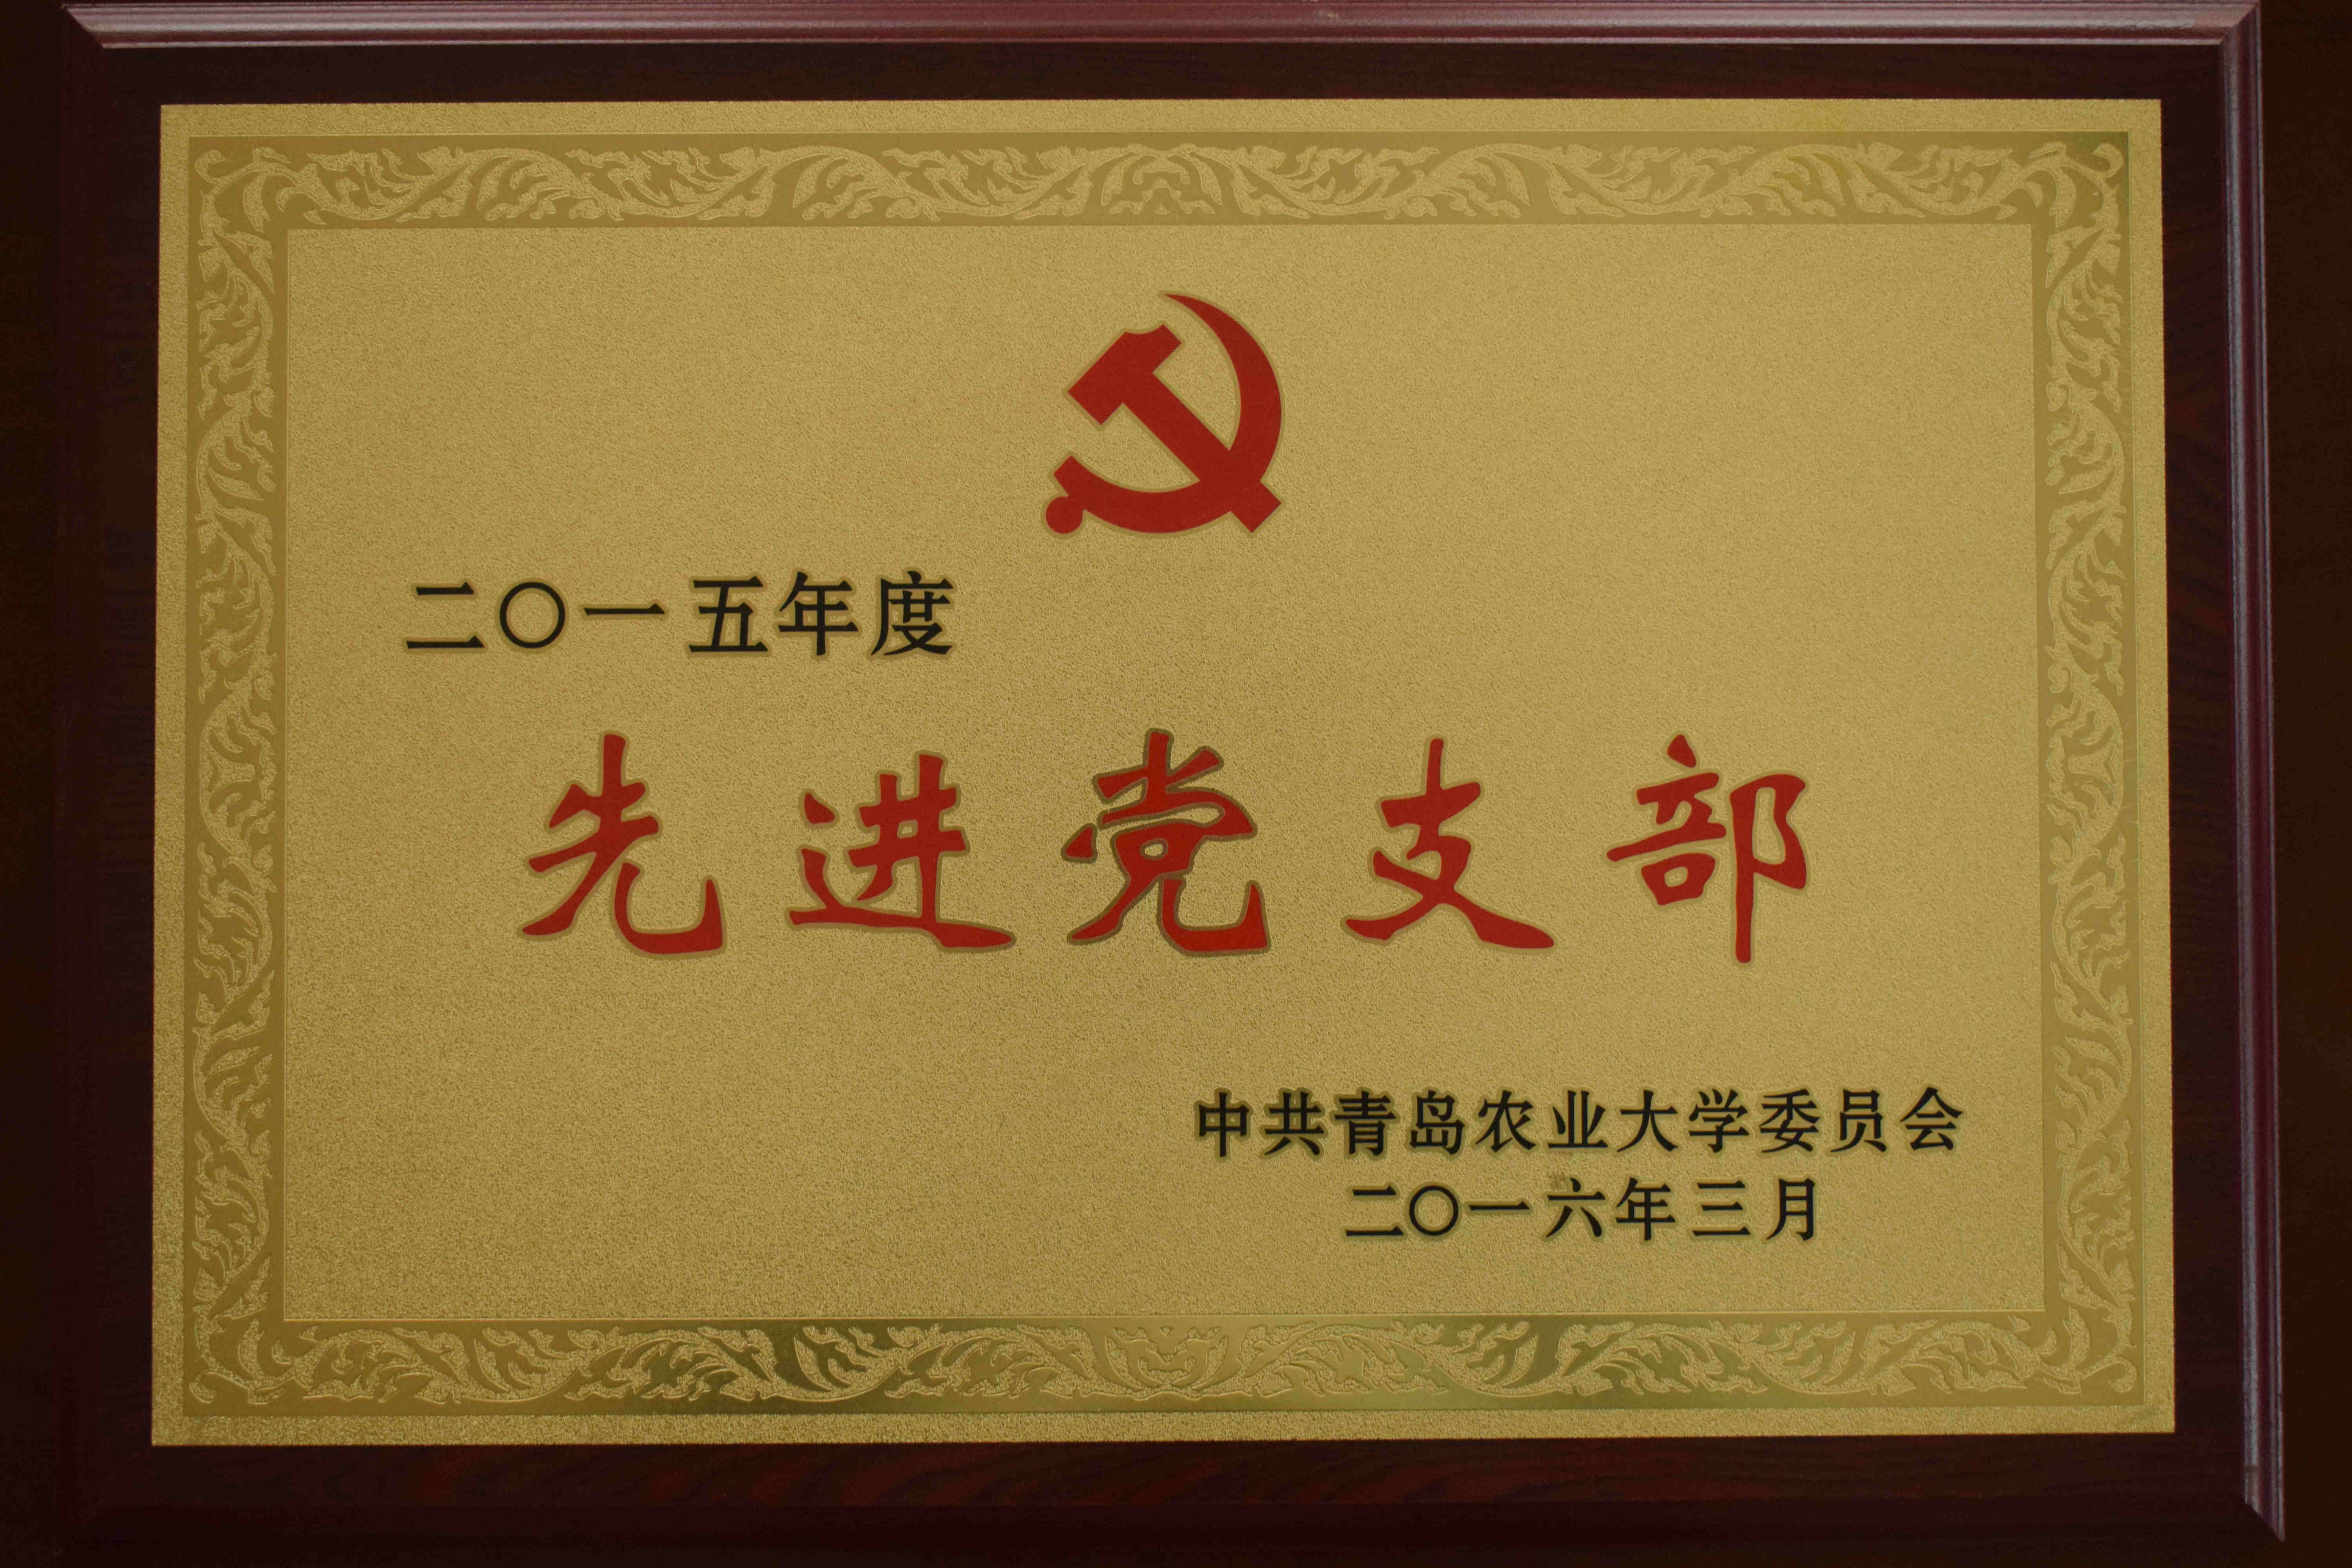 二〇一五年度
先进党支部
中共青岛农业大学委员会
二〇一六年三月